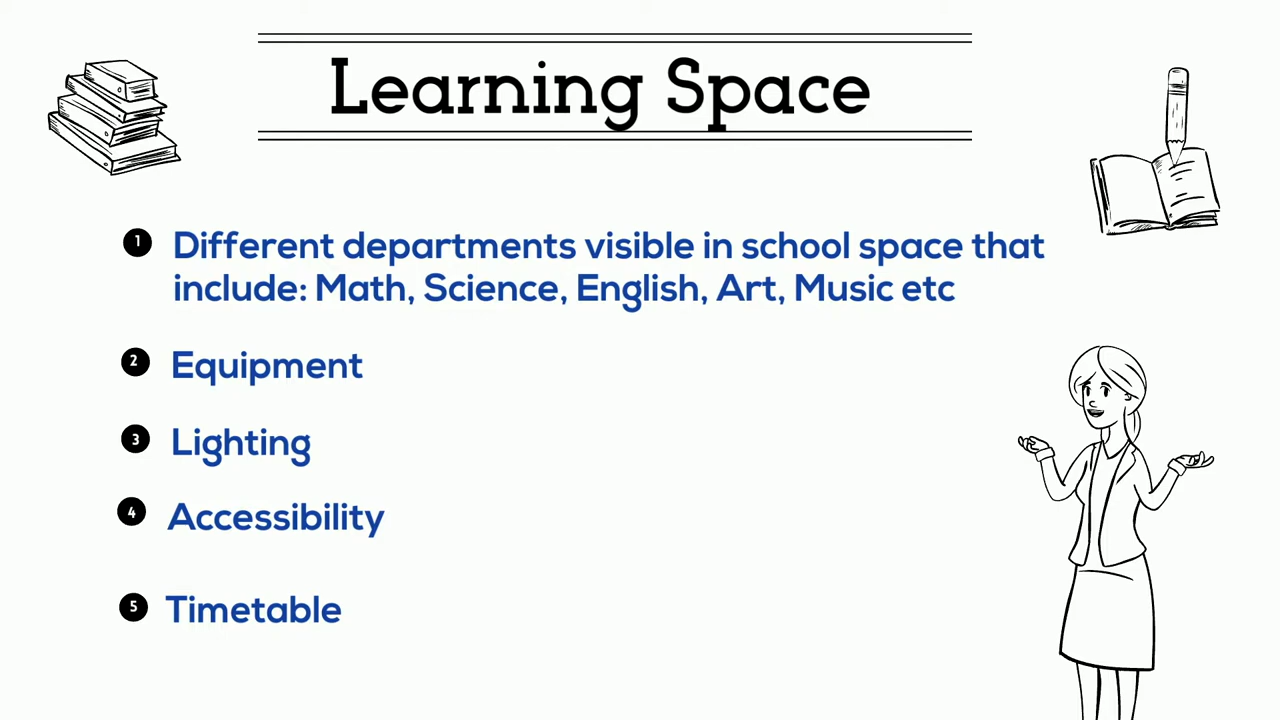 Learning Space
1 Different departments visible in school space that
include: Math, Science, English, Art, Music etc
2 Equipment
3 Lighting
4 Accessibility
5 Timetable